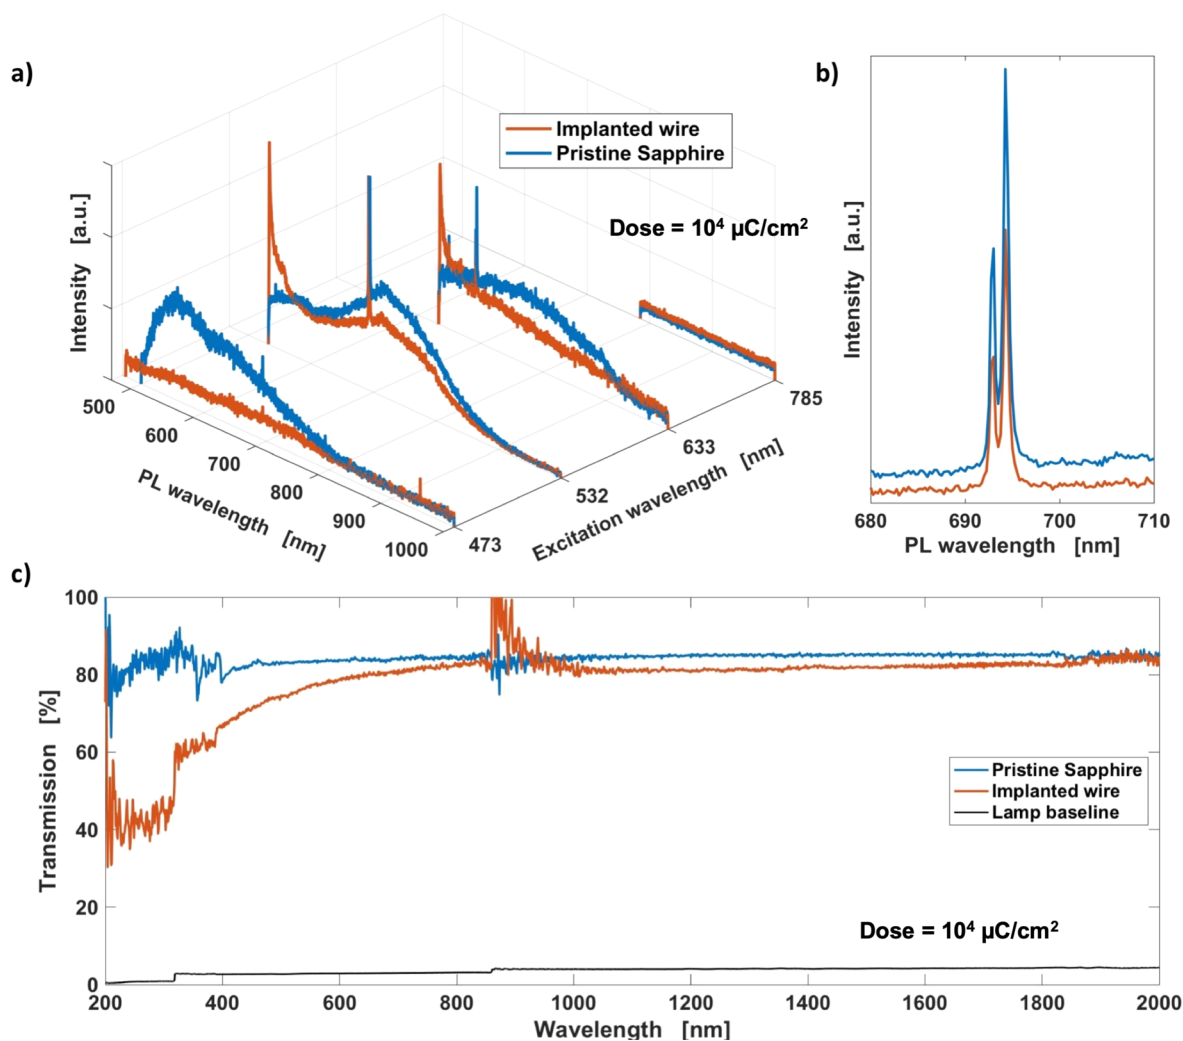 a)
Intensity [a.u.]
Implanted wire
Pristine Sapphire
Dose = 10⁴ μC/cm²
500
600
700
800
900
1000
PL wavelength [nm]
473
532
633
785
Excitation wavelength [nm]
b)
Intensity [a.u.]
680
690
700
710
PL wavelength [nm]
c)
Transmission [%]
100
80
60
40
20
0
Pristine Sapphire
Implanted wire
Lamp baseline
Dose = 10⁴ μC/cm²
200
400
600
800
1000
1200
1400
1600
1800
2000
Wavelength [nm]